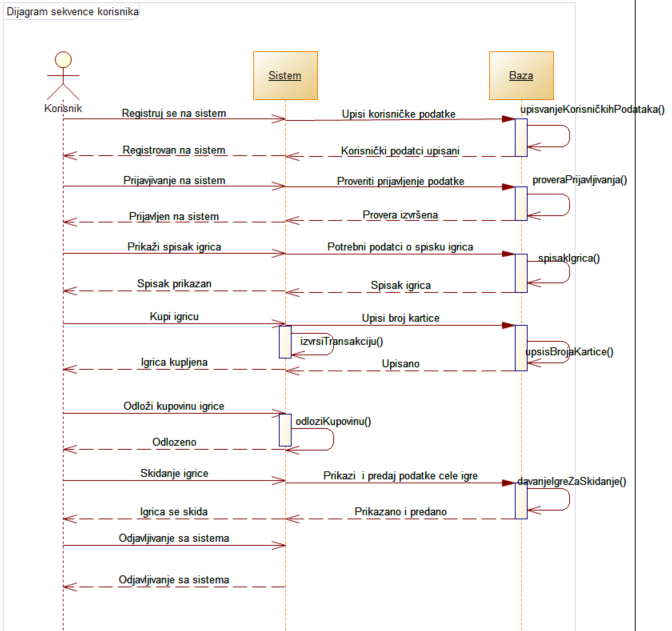 Dijagram sekvence korisnika
Korisnik
Sistem
Baza
Registruj se na sistem
Upisi korisničke podatke
upisvanjeKorisničkihPodataka()
Registrovan na sistem
Korisnički podatci upisani
Prijavjivanje na sistem
Proveriti prijavljenje podatke
proveraPrijavljivanja()
Prijavljen na sistem
Provera izvršena
Prikaži spisak igrica
Potrebni podatci o spisku igrica
spisakIgrica()
Spisak prikazan
Spisak igrica
Kupi igricu
Upisi broj kartice
izvrsiTransakciju()
upsisBrojaKartice()
Igrica kupljena
Upisano
Odloži kupovinu igrice
odloziKupovinu()
Odlozeno
Skidanje igrice
Prikazi i predaj podatke cele igre
davanjeIgreZaSkidanje()
Igrica se skida
Prikazano i predano
Odjavljivanje sa sistema
Odjavljivanje sa sistema